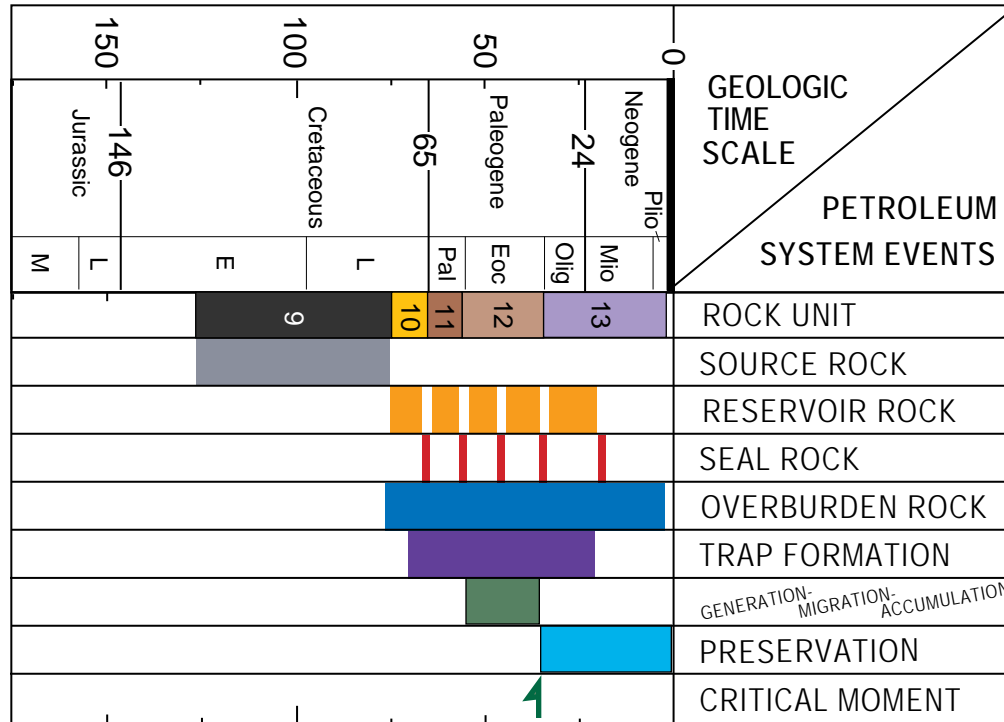 150
100
50
0
GEOLOGIC
TIME
SCALE
PETROLEUM
SYSTEM EVENTS
Jurassic
146
Cretaceous
65
Paleogene
24
Neogene
Plio
M
L
E
L
Pal
Eoc
Olig
Mio
9
10
11
12
13
ROCK UNIT
SOURCE ROCK
RESERVOIR ROCK
SEAL ROCK
OVERBURDEN ROCK
TRAP FORMATION
GENERATION-MIGRATION-ACCUMULATION
PRESERVATION
CRITICAL MOMENT